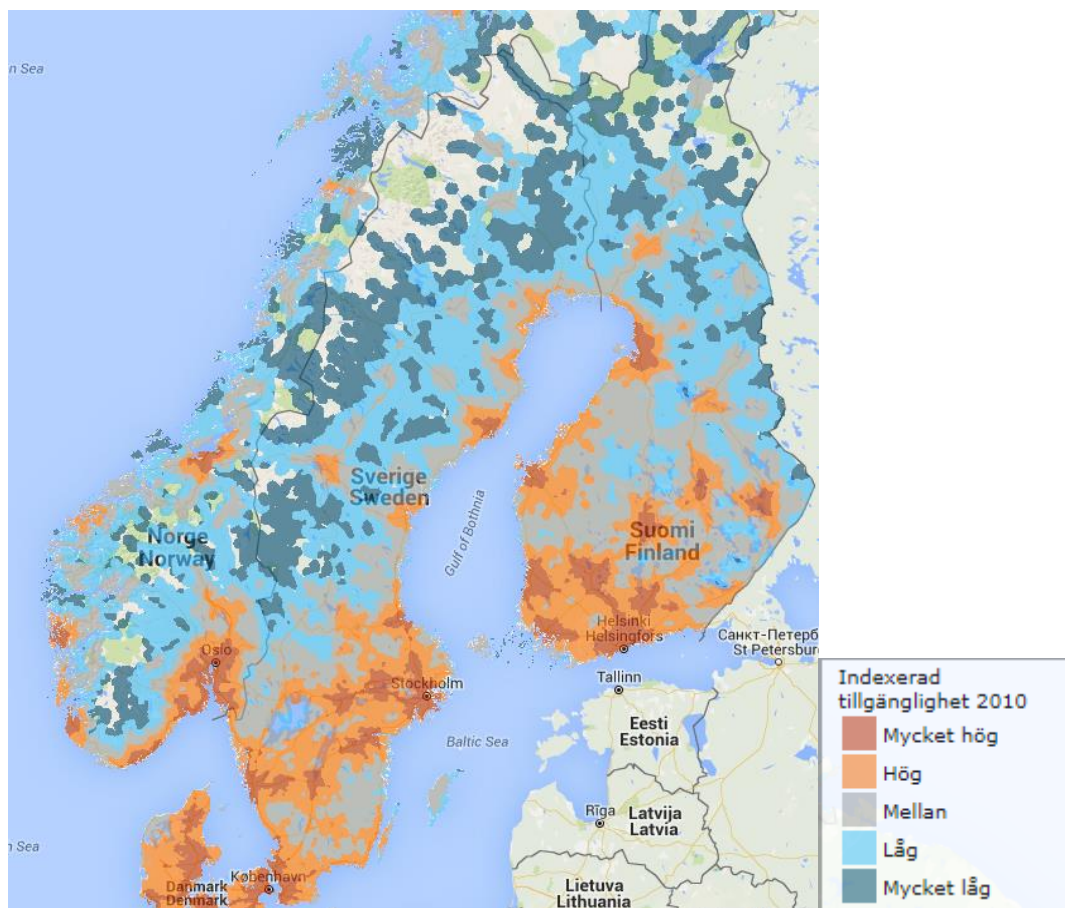 n Sea
Sverige
Sweden
Norge
Norway
Gulf of Bothnia
Suomi
Finland
Helsinki
Helsingfors
Oslo
Stockholm
Санкт-Петерб
St Petersburg
Tallinn
Eesti
Estonia
Baltic Sea
Rīga
Latvija
Latvia
n Sea
København
Danmark
Denmark
Lietuva
Lithuania
Indexerad
tillgänglighet 2010
Mycket hög
Hög
Mellan
Låg
Mycket låg